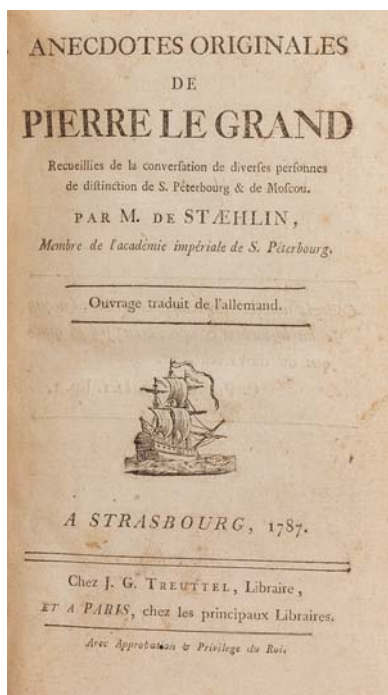 ANECDOTES ORIGINALES
DE
PIERRE LE GRAND
Recueillies de la converſation de diverſes perſonnes
de diſtinction de S. Péterbourg & de Moſcou.
PAR M. DE STÆHLIN,
Membre de l'académie impériale de S. Péterbourg.
Ouvrage traduit de l'allemand.
A STRASBOURG, 1787.
Chez J. G. TREUTTEL, Libraire,
ET A PARIS, chez les principaux Libraires.
Avec Approbation & Privilege du Roi.